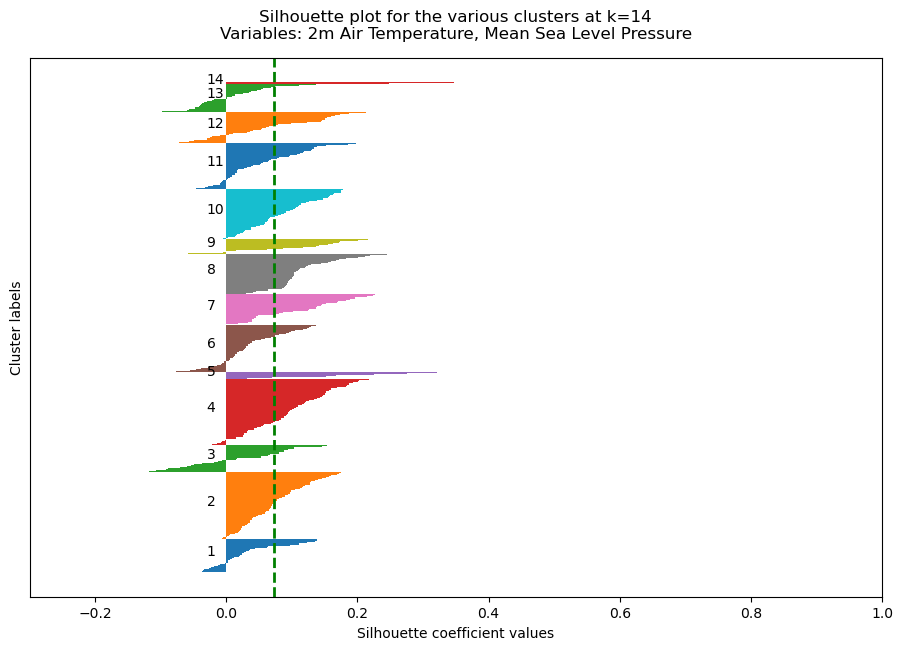 Silhouette plot for the various clusters at k=14
Variables: 2m Air Temperature, Mean Sea Level Pressure
Cluster labels
14
13
12
11
10
9
8
7
6
5
4
3
2
1
−0.2 0.0 0.2 0.4 0.6 0.8 1.0
Silhouette coefficient values